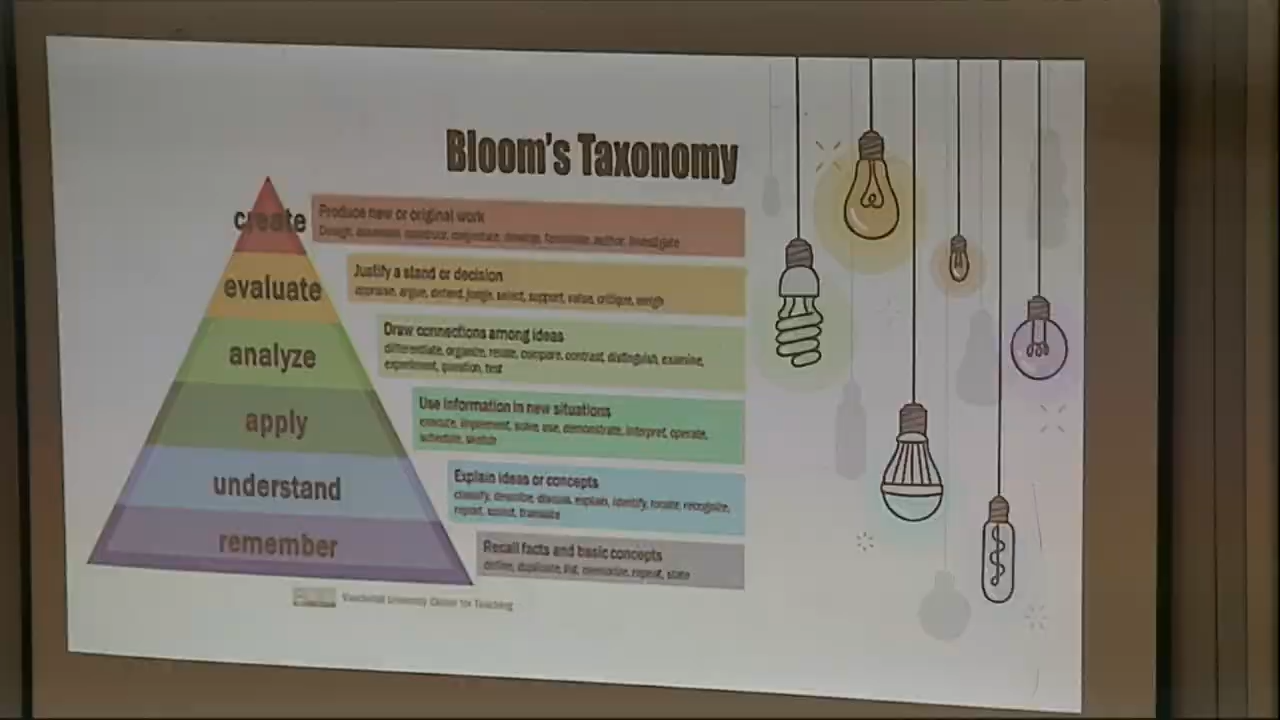 Bloom's Taxonomy
create
Produce new or original work
Design, assemble, construct, conjecture, develop, formulate, author, investigate
evaluate
Justify a stand or decision
appraise, argue, defend, judge, select, support, value, critique, weigh
analyze
Draw connections among ideas
differentiate, organize, relate, compare, contrast, distinguish, examine,
experiment, question, test
apply
Use information in new situations
execute, implement, solve, use, demonstrate, interpret, operate,
schedule, sketch
understand
Explain ideas or concepts
classify, describe, discuss, explain, identify, locate, recognize,
report, select, translate
remember
Recall facts and basic concepts
define, duplicate, list, memorize, repeat, state
Vanderbilt University Center for Teaching